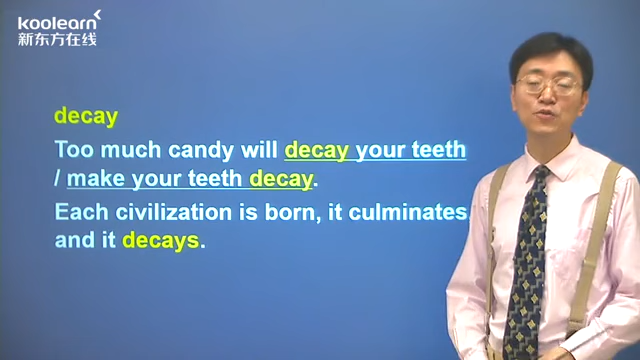 koolearn
新东方在线
decay
Too much candy will decay your teeth
/ make your teeth decay.
Each civilization is born, it culminates
and it decays.